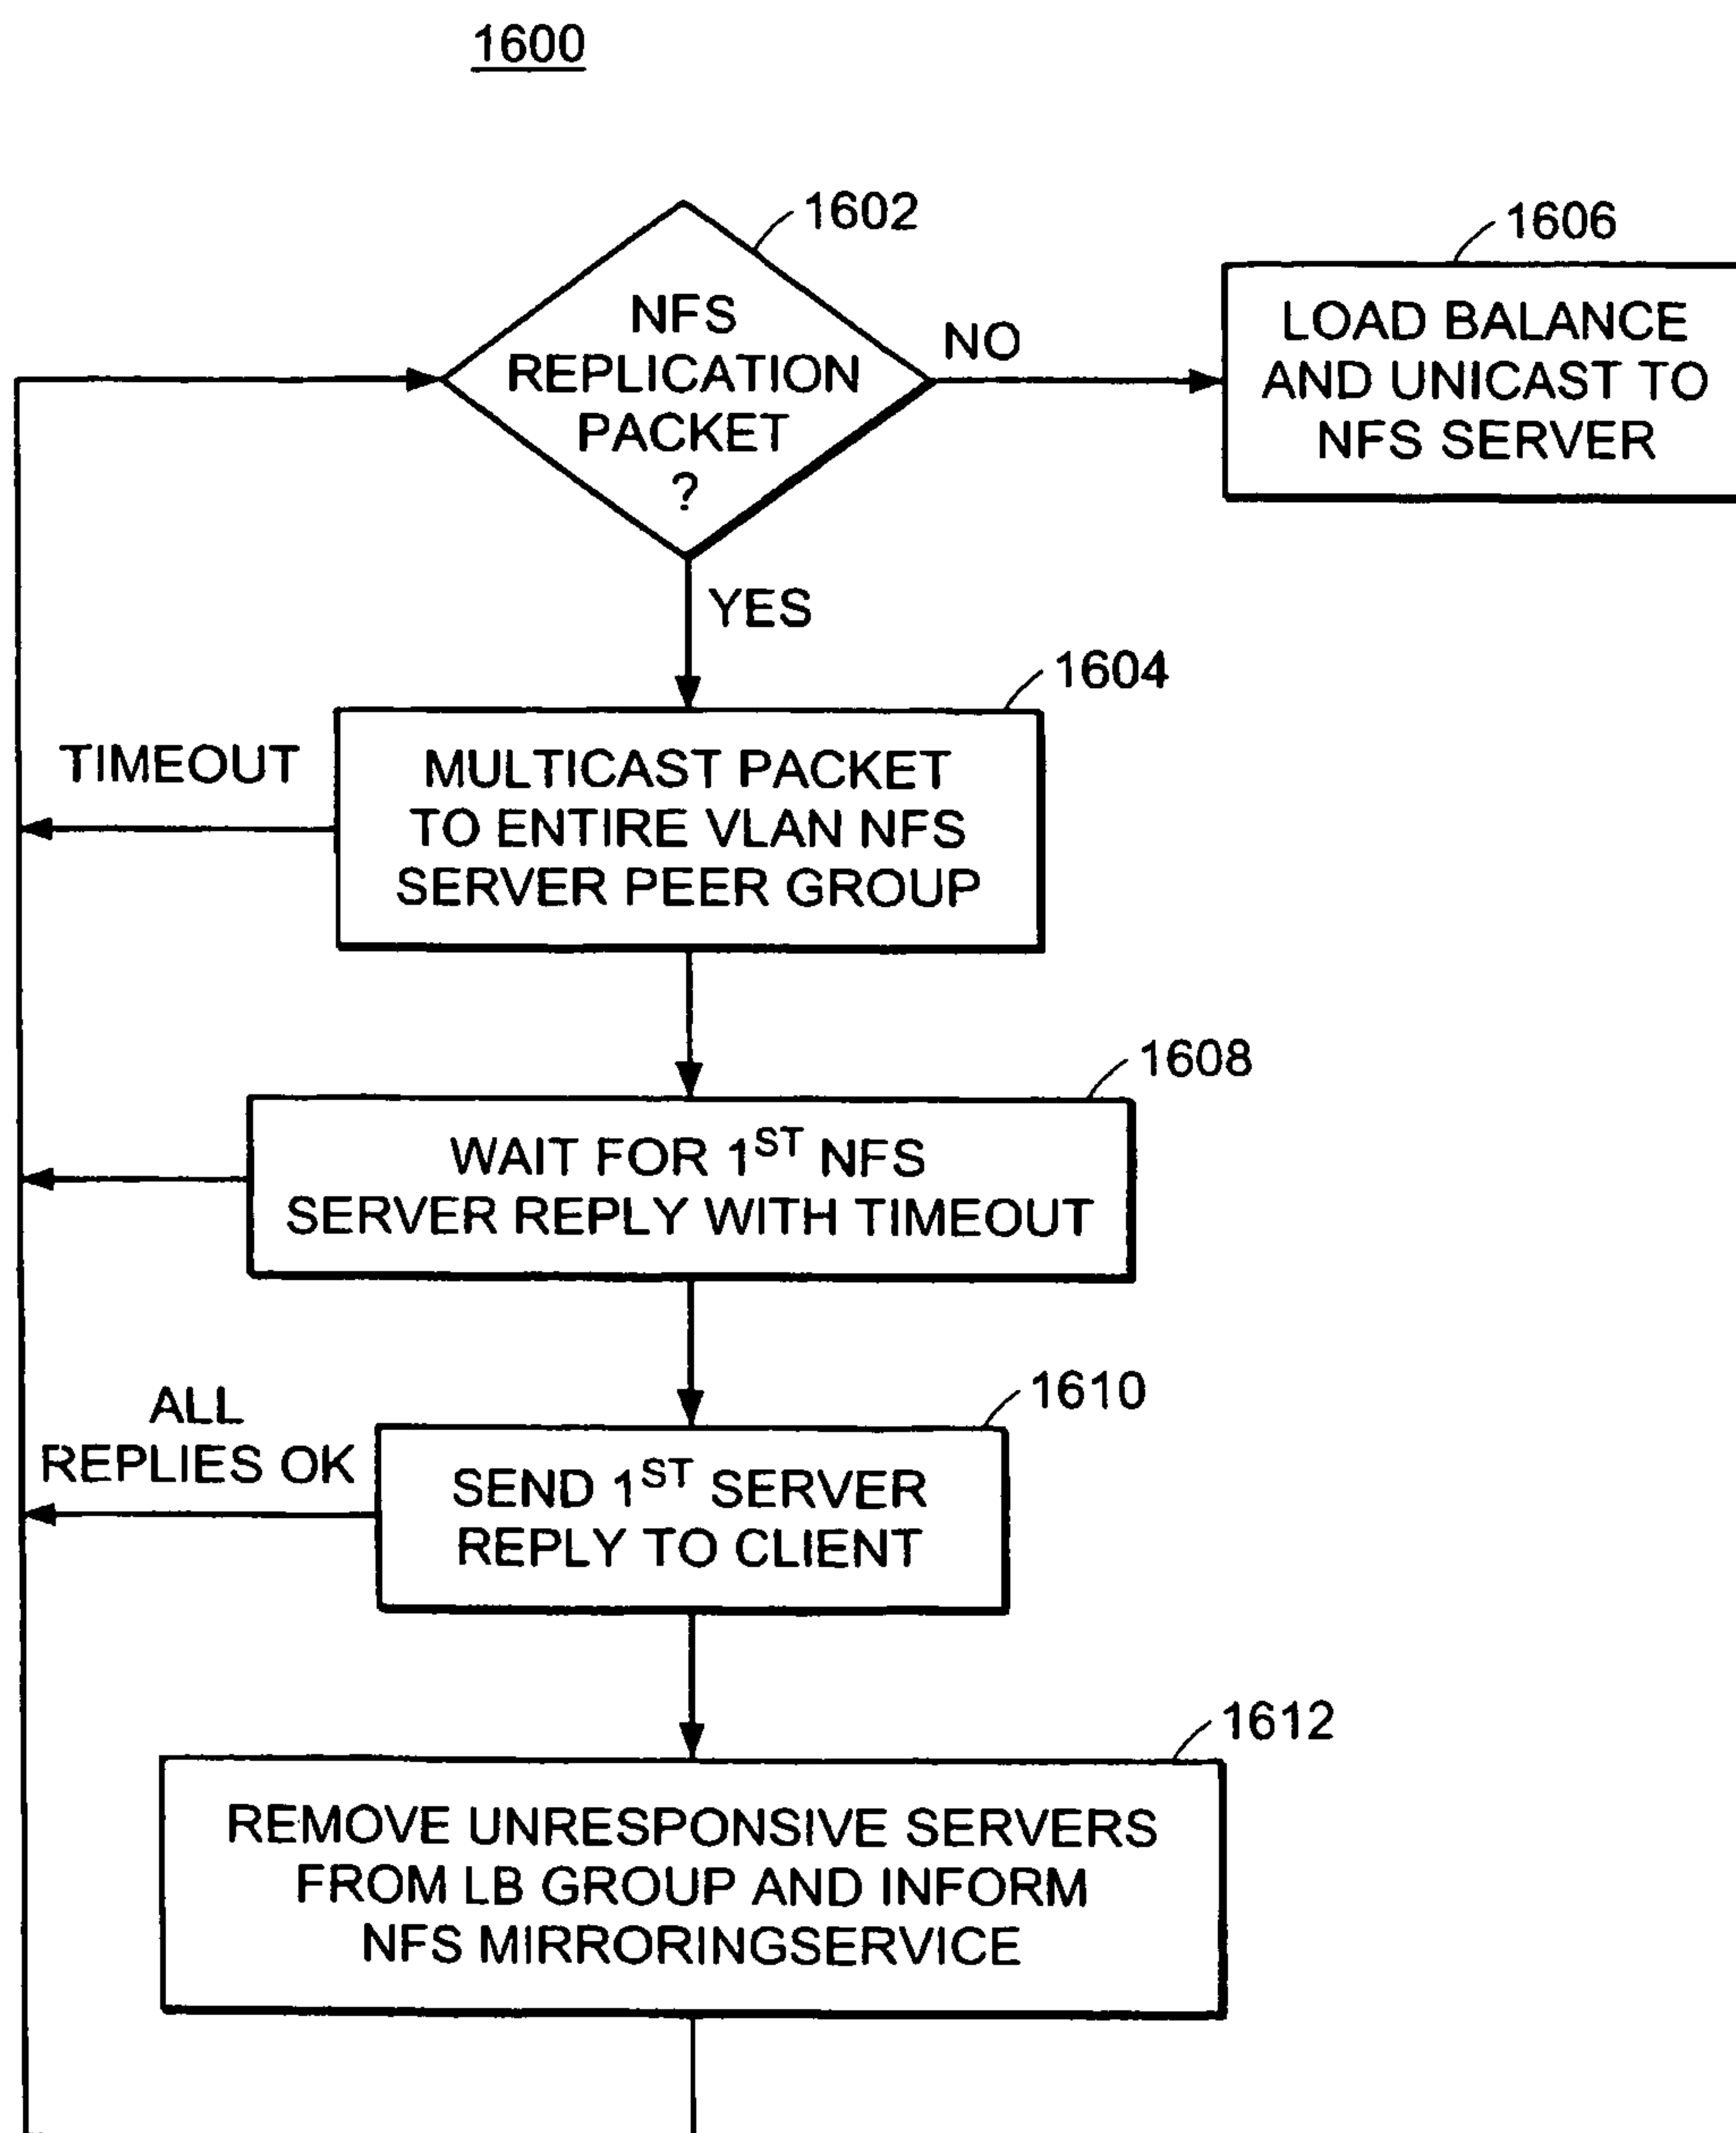 1600
1602
NFS
REPLICATION
PACKET
?
NO
1606
LOAD BALANCE
AND UNICAST TO
NFS SERVER
YES
1604
TIMEOUT
MULTICAST PACKET
TO ENTIRE VLAN NFS
SERVER PEER GROUP
1608
WAIT FOR 1ST NFS
SERVER REPLY WITH TIMEOUT
1610
ALL
REPLIES OK
SEND 1ST SERVER
REPLY TO CLIENT
1612
REMOVE UNRESPONSIVE SERVERS
FROM LB GROUP AND INFORM
NFS MIRRORINGSERVICE